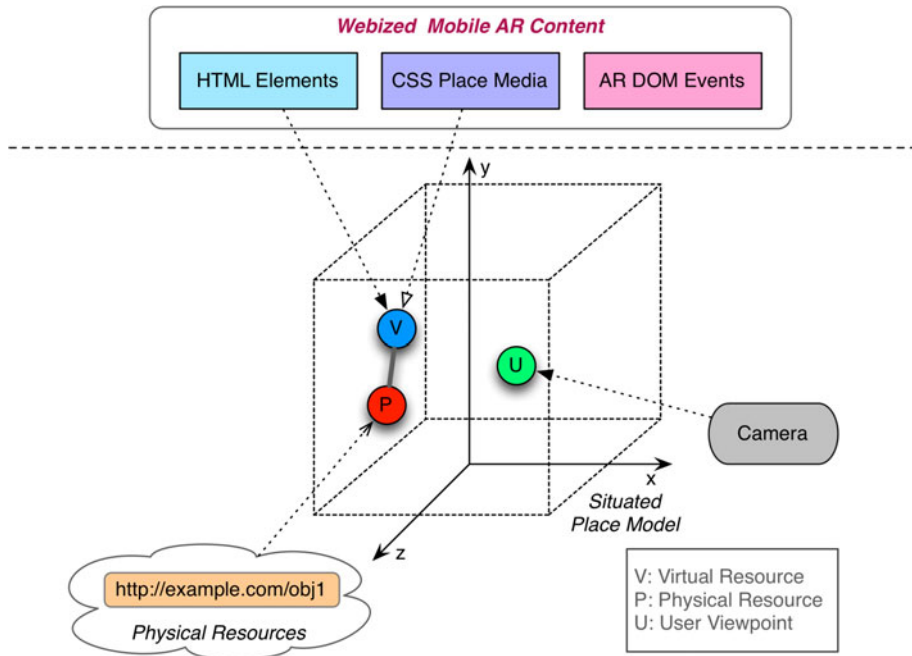 Webized Mobile AR Content
HTML Elements
CSS Place Media
AR DOM Events
y
V
U
P
Camera
x
Situated
Place Model
z
http://example.com/obj1
Physical Resources
V: Virtual Resource
P: Physical Resource
U: User Viewpoint